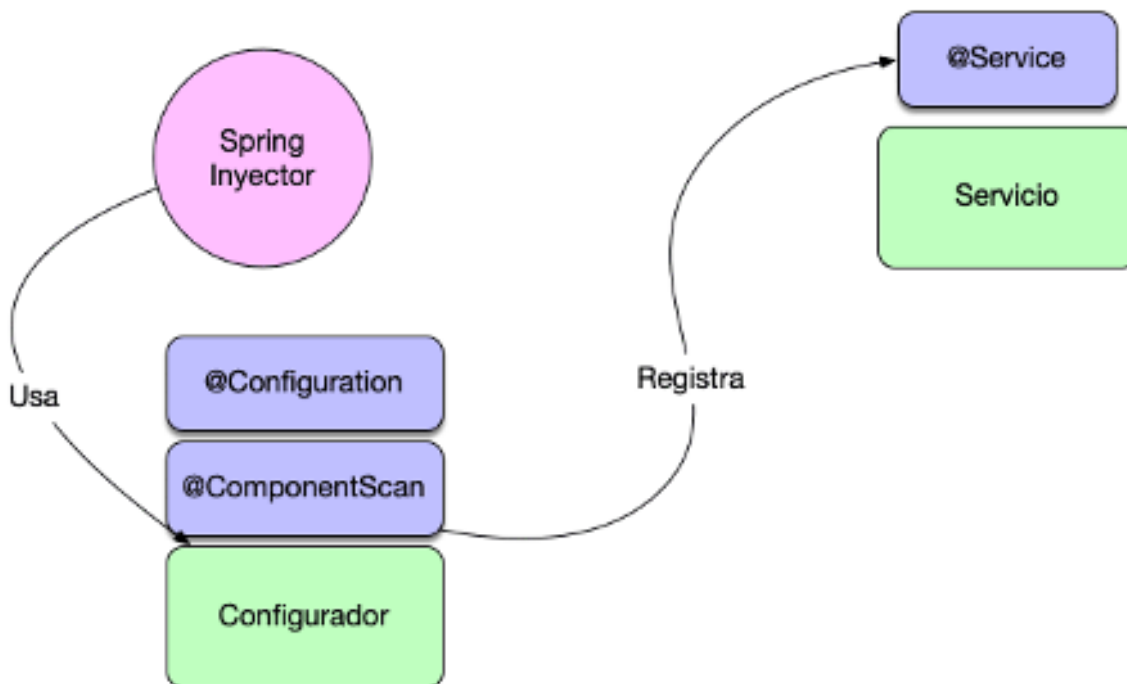 @Service
Spring
Inyector
Servicio
@Configuration
Registra
Usa
@ComponentScan
Configurador